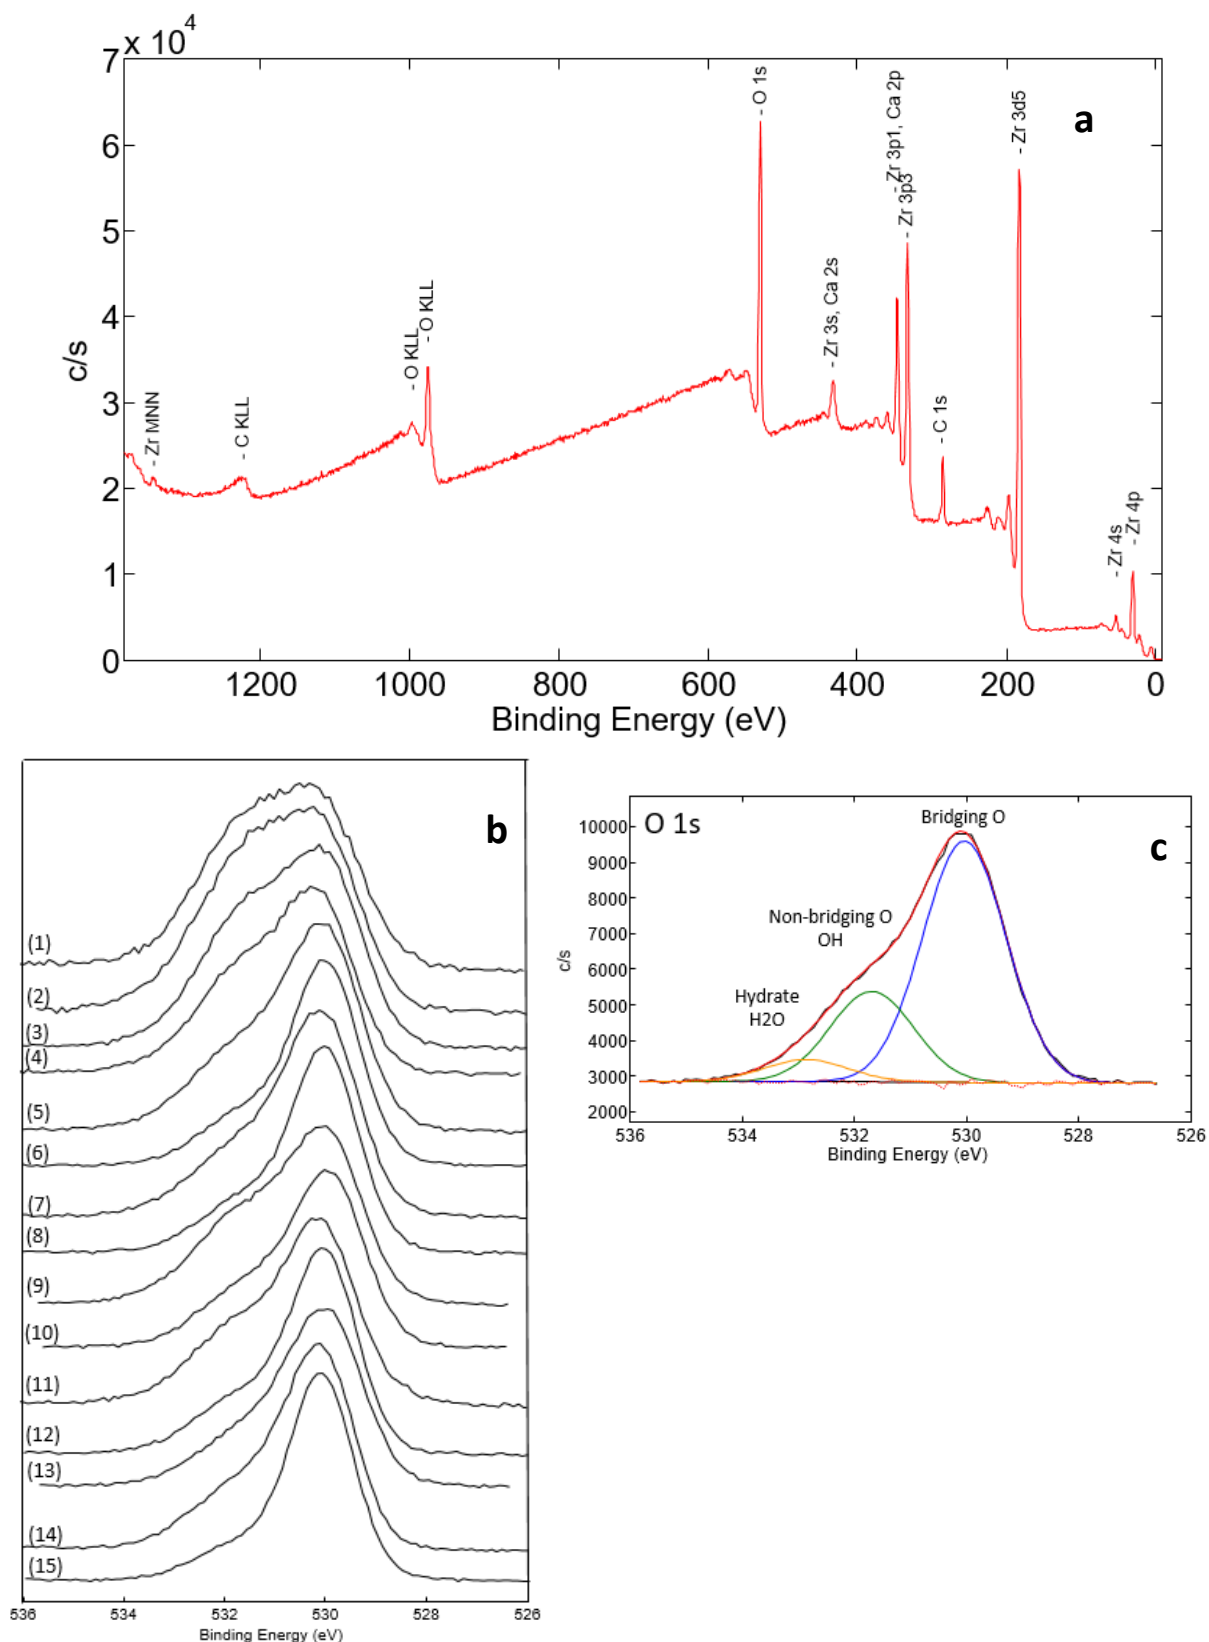 7 x 10⁴
6
5
4
3
2
1
0
c/s
- Zr MNN
- C KLL
- O KLL
- O KLL
- O 1s
- Zr 3s, Ca 2s
- Zr 3p1, Ca 2p
- Zr 3p3
- C 1s
- Zr 3d5
- Zr 4s
- Zr 4p
a
1200 1000 800 600 400 200 0
Binding Energy (eV)
b
(1)
(2)
(3)
(4)
(5)
(6)
(7)
(8)
(9)
(10)
(11)
(12)
(13)
(14)
(15)
536 534 532 530 528 526
Binding Energy (eV)
O 1s
c
Bridging O
Non-bridging O
OH
Hydrate
H2O
10000
9000
8000
7000
6000
5000
4000
3000
2000
c/s
536 534 532 530 528 526
Binding Energy (eV)